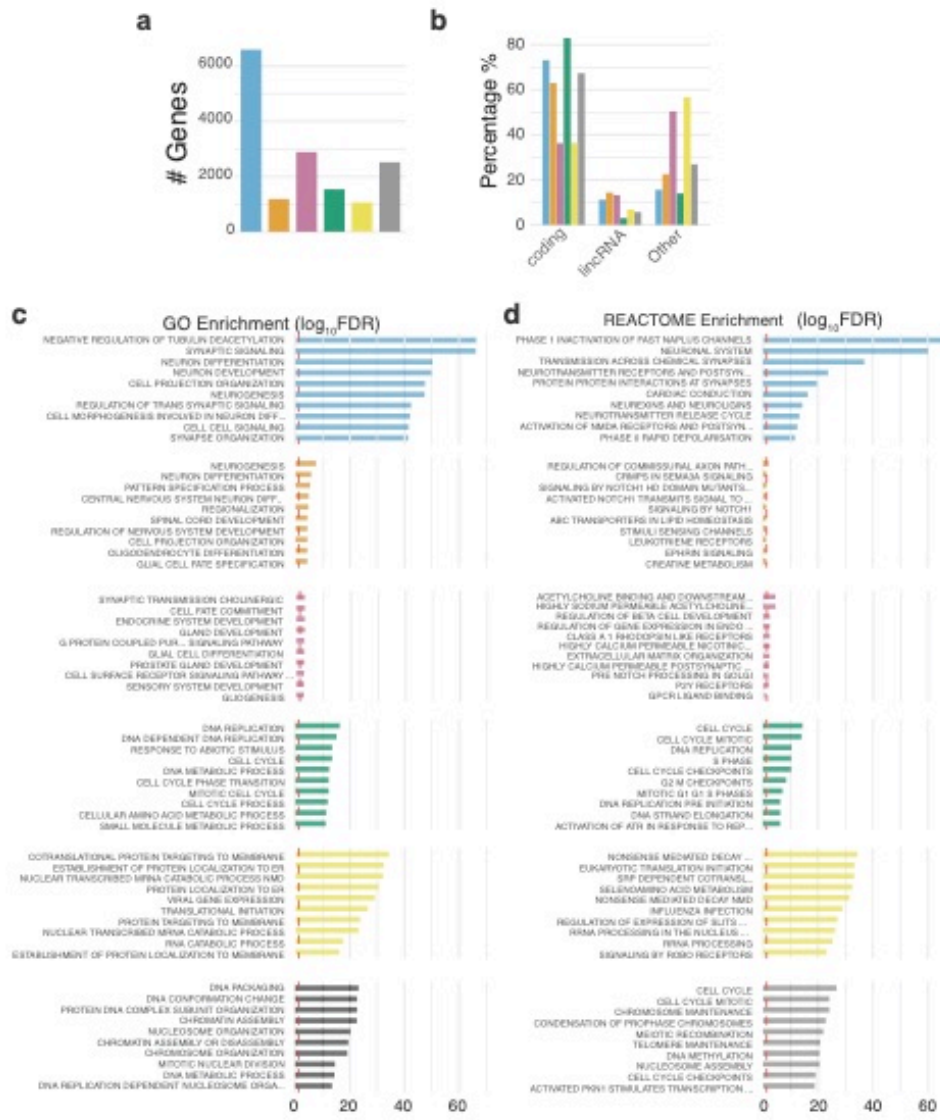 a
# Genes
6000
4000
2000
0
b
Percentage %
80
60
40
20
0
coding
lincRNA
Other
c
GO Enrichment (log₁₀FDR)
NEGATIVE REGULATION OF TUBULIN DEACETYLATION
SYNAPTIC SIGNALING
NEURON DIFFERENTIATION
NEURON DEVELOPMENT
CELL PROJECTION ORGANIZATION
NEUROGENESIS
REGULATION OF TRANS SYNAPTIC SIGNALING
CELL MORPHOGENESIS INVOLVED IN NEURON DIFF...
CELL CELL SIGNALING
SYNAPSE ORGANIZATION
NEUROGENESIS
NEURON DIFFERENTIATION
PATTERN SPECIFICATION PROCESS
CENTRAL NERVOUS SYSTEM NEURON DIFF...
REGIONALIZATION
SPINAL CORD DEVELOPMENT
REGULATION OF NERVOUS SYSTEM DEVELOPMENT
CELL PROJECTION ORGANIZATION
OLIGODENDROCYTE DIFFERENTIATION
GLIAL CELL FATE SPECIFICATION
SYNAPTIC TRANSMISSION CHOLINERGIC
CELL FATE COMMITMENT
ENDOCRINE SYSTEM DEVELOPMENT
GLAND DEVELOPMENT
G PROTEIN COUPLED PUR... SIGNALING PATHWAY
GLIAL CELL DIFFERENTIATION
PROSTATE GLAND DEVELOPMENT
CELL SURFACE RECEPTOR SIGNALING PATHWAY ...
SENSORY SYSTEM DEVELOPMENT
GLIOGENESIS
DNA REPLICATION
DNA DEPENDENT DNA REPLICATION
RESPONSE TO ABIOTIC STIMULUS
CELL CYCLE
DNA METABOLIC PROCESS
CELL CYCLE PHASE TRANSITION
MITOTIC CELL CYCLE
CELL CYCLE PROCESS
CELLULAR AMINO ACID METABOLIC PROCESS
SMALL MOLECULE METABOLIC PROCESS
COTRANSLATIONAL PROTEIN TARGETING TO MEMBRANE
ESTABLISHMENT OF PROTEIN LOCALIZATION TO ER
NUCLEAR TRANSCRIBED MRNA CATABOLIC PROCESS NMD
PROTEIN LOCALIZATION TO ER
VIRAL GENE EXPRESSION
TRANSLATIONAL INITIATION
PROTEIN TARGETING TO MEMBRANE
NUCLEAR TRANSCRIBED MRNA CATABOLIC PROCESS
RNA CATABOLIC PROCESS
ESTABLISHMENT OF PROTEIN LOCALIZATION TO MEMBRANE
DNA PACKAGING
DNA CONFORMATION CHANGE
PROTEIN DNA COMPLEX SUBUNIT ORGANIZATION
CHROMATIN ASSEMBLY
NUCLEOSOME ORGANIZATION
CHROMATIN ASSEMBLY OR DISASSEMBLY
CHROMOSOME ORGANIZATION
MITOTIC NUCLEAR DIVISION
DNA METABOLIC PROCESS
DNA REPLICATION DEPENDENT NUCLEOSOME ORGA...
0 20 40 60
d
REACTOME Enrichment (log₁₀FDR)
PHASE 1 INACTIVATION OF FAST NAPLUS CHANNELS
NEURONAL SYSTEM
TRANSMISSION ACROSS CHEMICAL SYNAPSES
NEUROTRANSMITTER RECEPTORS AND POSTSYN...
PROTEIN PROTEIN INTERACTIONS AT SYNAPSES
CARDIAC CONDUCTION
NEUREXINS AND NEUROLIGINS
NEUROTRANSMITTER RELEASE CYCLE
ACTIVATION OF NMDA RECEPTORS AND POSTSYN...
PHASE 0 RAPID DEPOLARISATION
REGULATION OF COMMISSURAL AXON PATH...
CRMPS IN SEMA3A SIGNALING
SIGNALING BY NOTCH1 HD DOMAIN MUTANTS...
ACTIVATED NOTCH1 TRANSMITS SIGNAL TO ...
SIGNALING BY NOTCH1
ABC TRANSPORTERS IN LIPID HOMEOSTASIS
STIMULI SENSING CHANNELS
LEUKOTRIENE RECEPTORS
EPHRIN SIGNALING
CREATINE METABOLISM
ACETYLCHOLINE BINDING AND DOWNSTREAM...
HIGHLY SODIUM PERMEABLE ACETYLCHOLINE...
REGULATION OF BETA CELL DEVELOPMENT
REGULATION OF GENE EXPRESSION IN ENDO ...
CLASS A 1 RHODOPSIN LIKE RECEPTORS
HIGHLY CALCIUM PERMEABLE NICOTINIC...
EXTRACELLULAR MATRIX ORGANIZATION
HIGHLY CALCIUM PERMEABLE POSTSYNAPTIC ...
PRE NOTCH PROCESSING IN GOLGI
P2Y RECEPTORS
GPCR LIGAND BINDING
CELL CYCLE
CELL CYCLE MITOTIC
DNA REPLICATION
S PHASE
CELL CYCLE CHECKPOINTS
G2 M CHECKPOINTS
MITOTIC G1 G1 S PHASES
DNA REPLICATION PRE INITIATION
DNA STRAND ELONGATION
ACTIVATION OF ATR IN RESPONSE TO REP...
NONSENSE MEDIATED DECAY ...
EUKARYOTIC TRANSLATION INITIATION
SRP DEPENDENT COTRANSL..
SELENOAMINO ACID METABOLISM
NONSENSE MEDIATED DECAY NMD
INFLUENZA INFECTION
REGULATION OF EXPRESSION OF SLITS ...
RRNA PROCESSING IN THE NUCLEUS ...
RRNA PROCESSING
SIGNALING BY ROBO RECEPTORS
CELL CYCLE
CELL CYCLE MITOTIC
CHROMOSOME MAINTENANCE
CONDENSATION OF PROPHASE CHROMOSOMES
MEIOTIC RECOMBINATION
TELOMERE MAINTENANCE
DNA METHYLATION
NUCLEOSOME ASSEMBLY
CELL CYCLE CHECKPOINTS
ACTIVATED PKN1 STIMULATES TRANSCRIPTION...
0 20 40 60